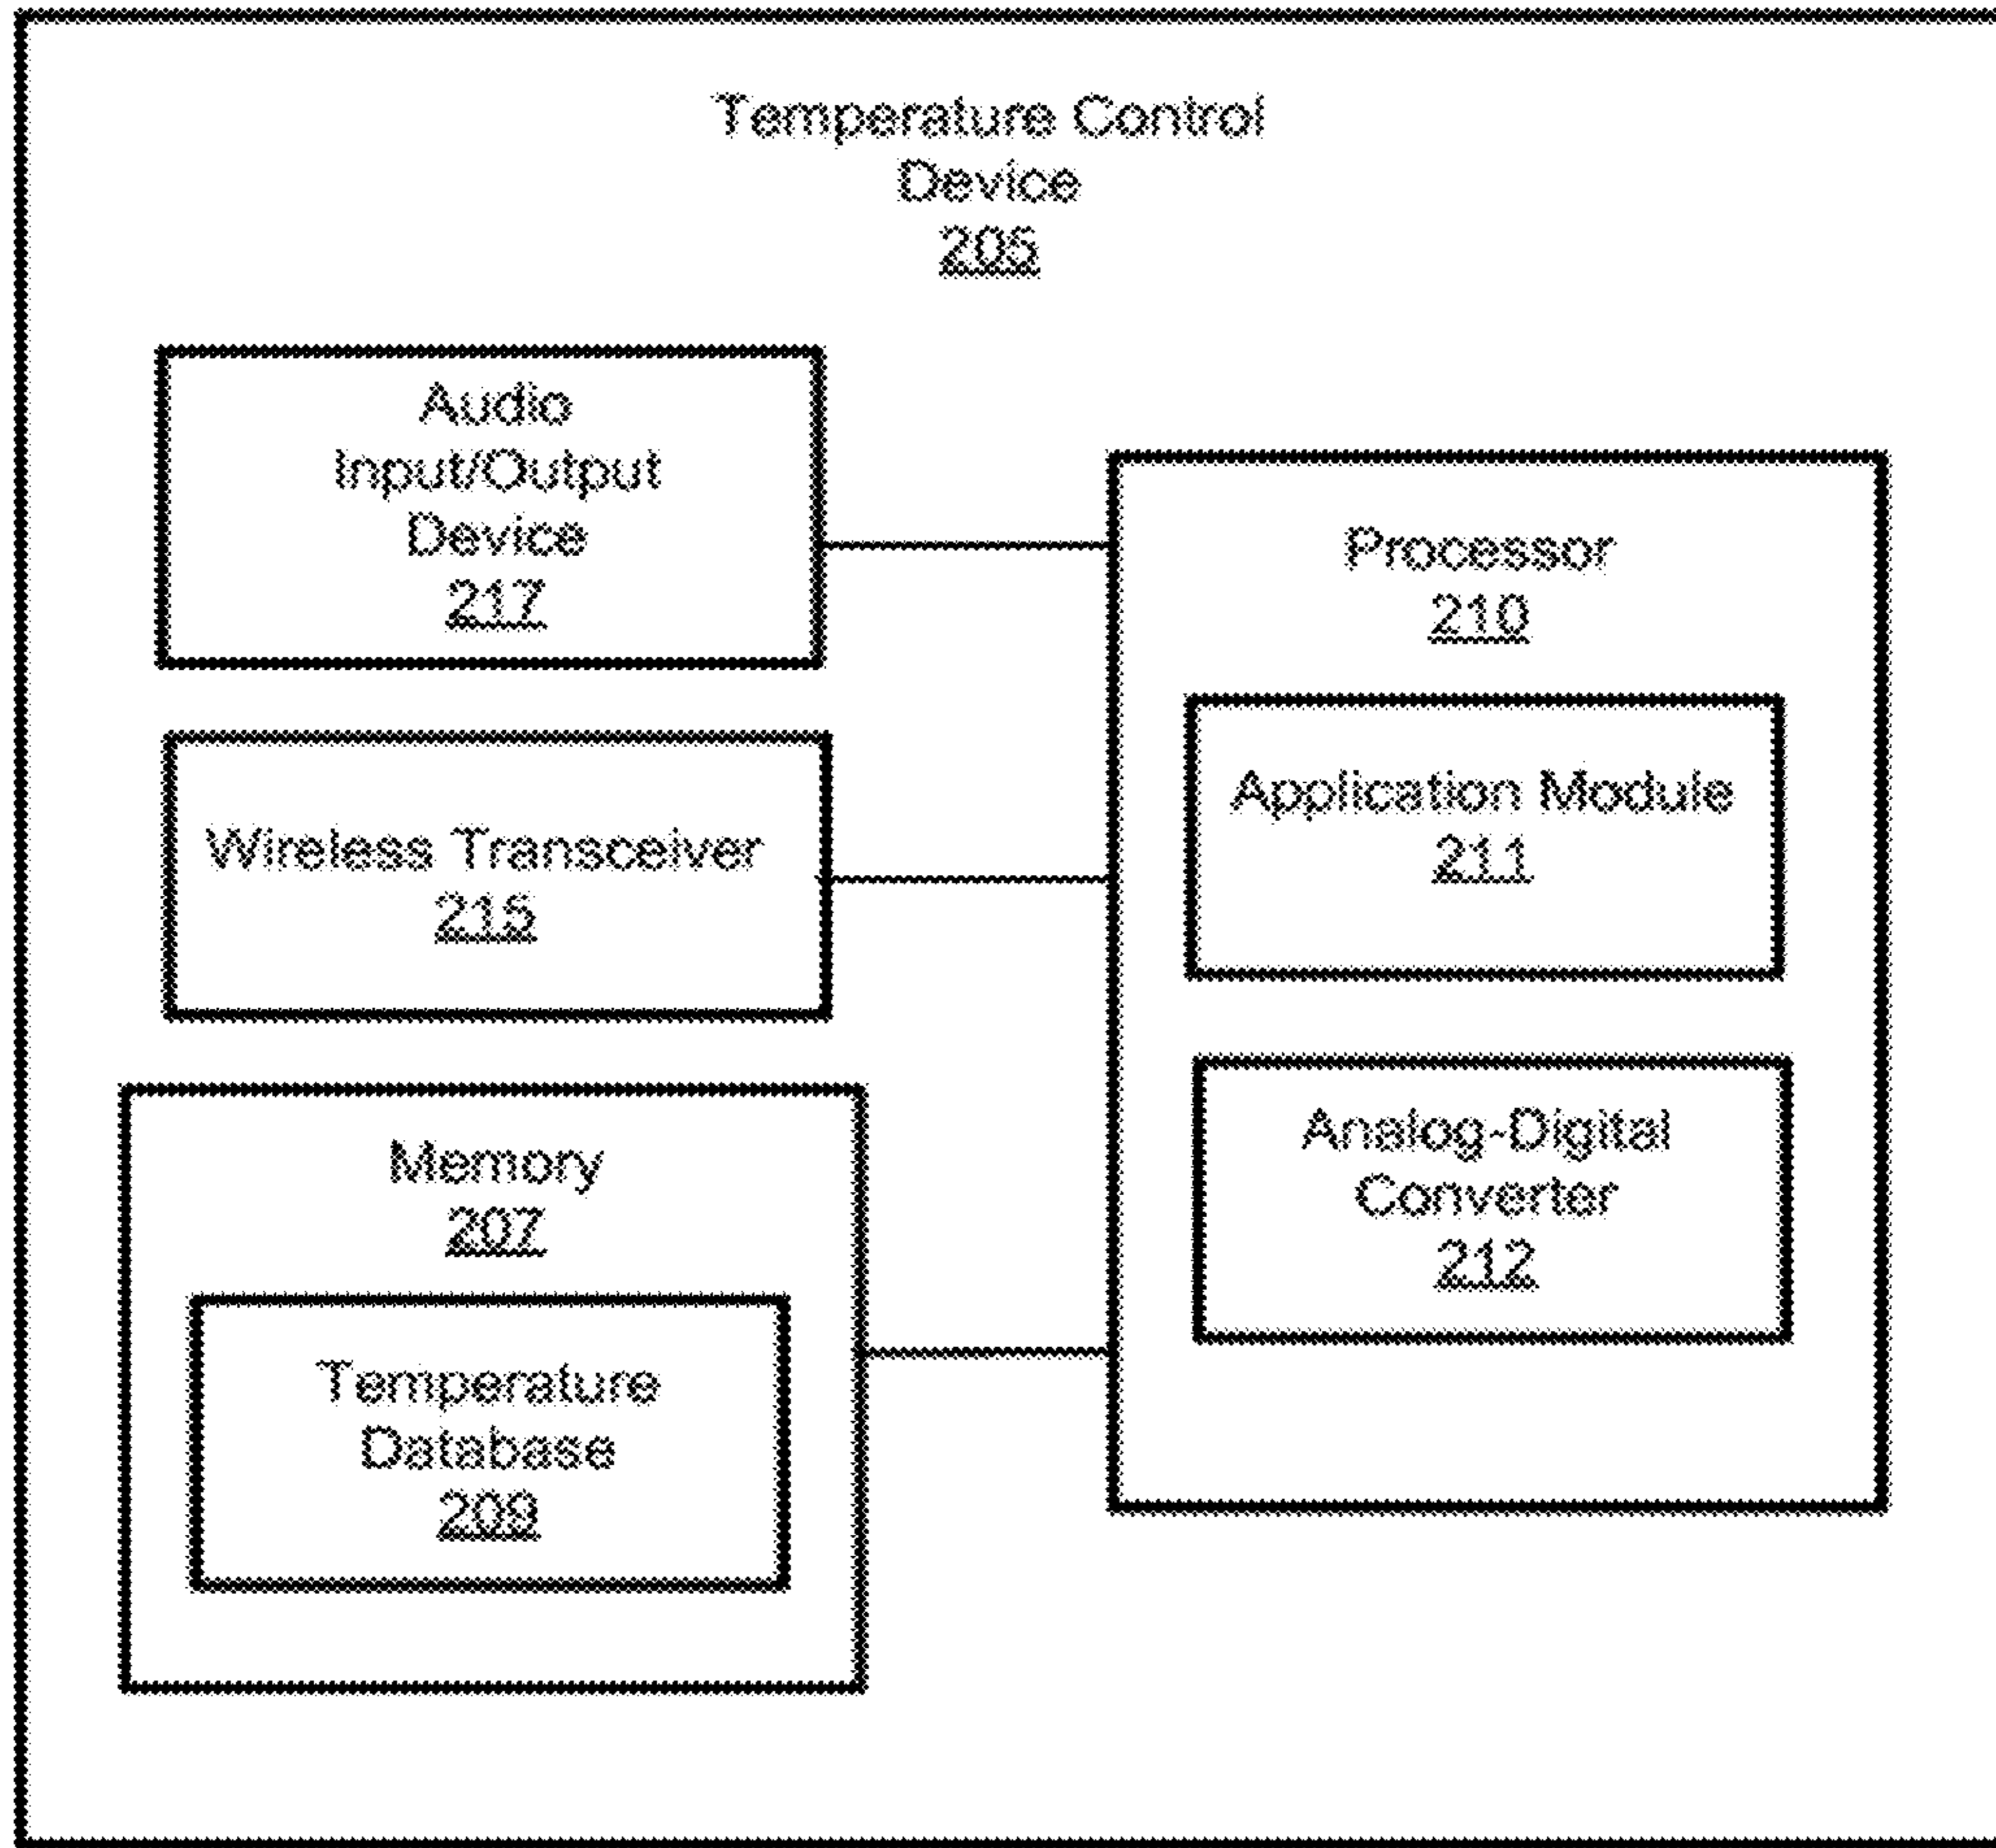 Temperature Control
Device
205
Audio
Input/Output
Device
217
Wireless Transceiver
215
Memory
207
Temperature
Database
209
Processor
210
Application Module
211
Analog-Digital
Converter
212